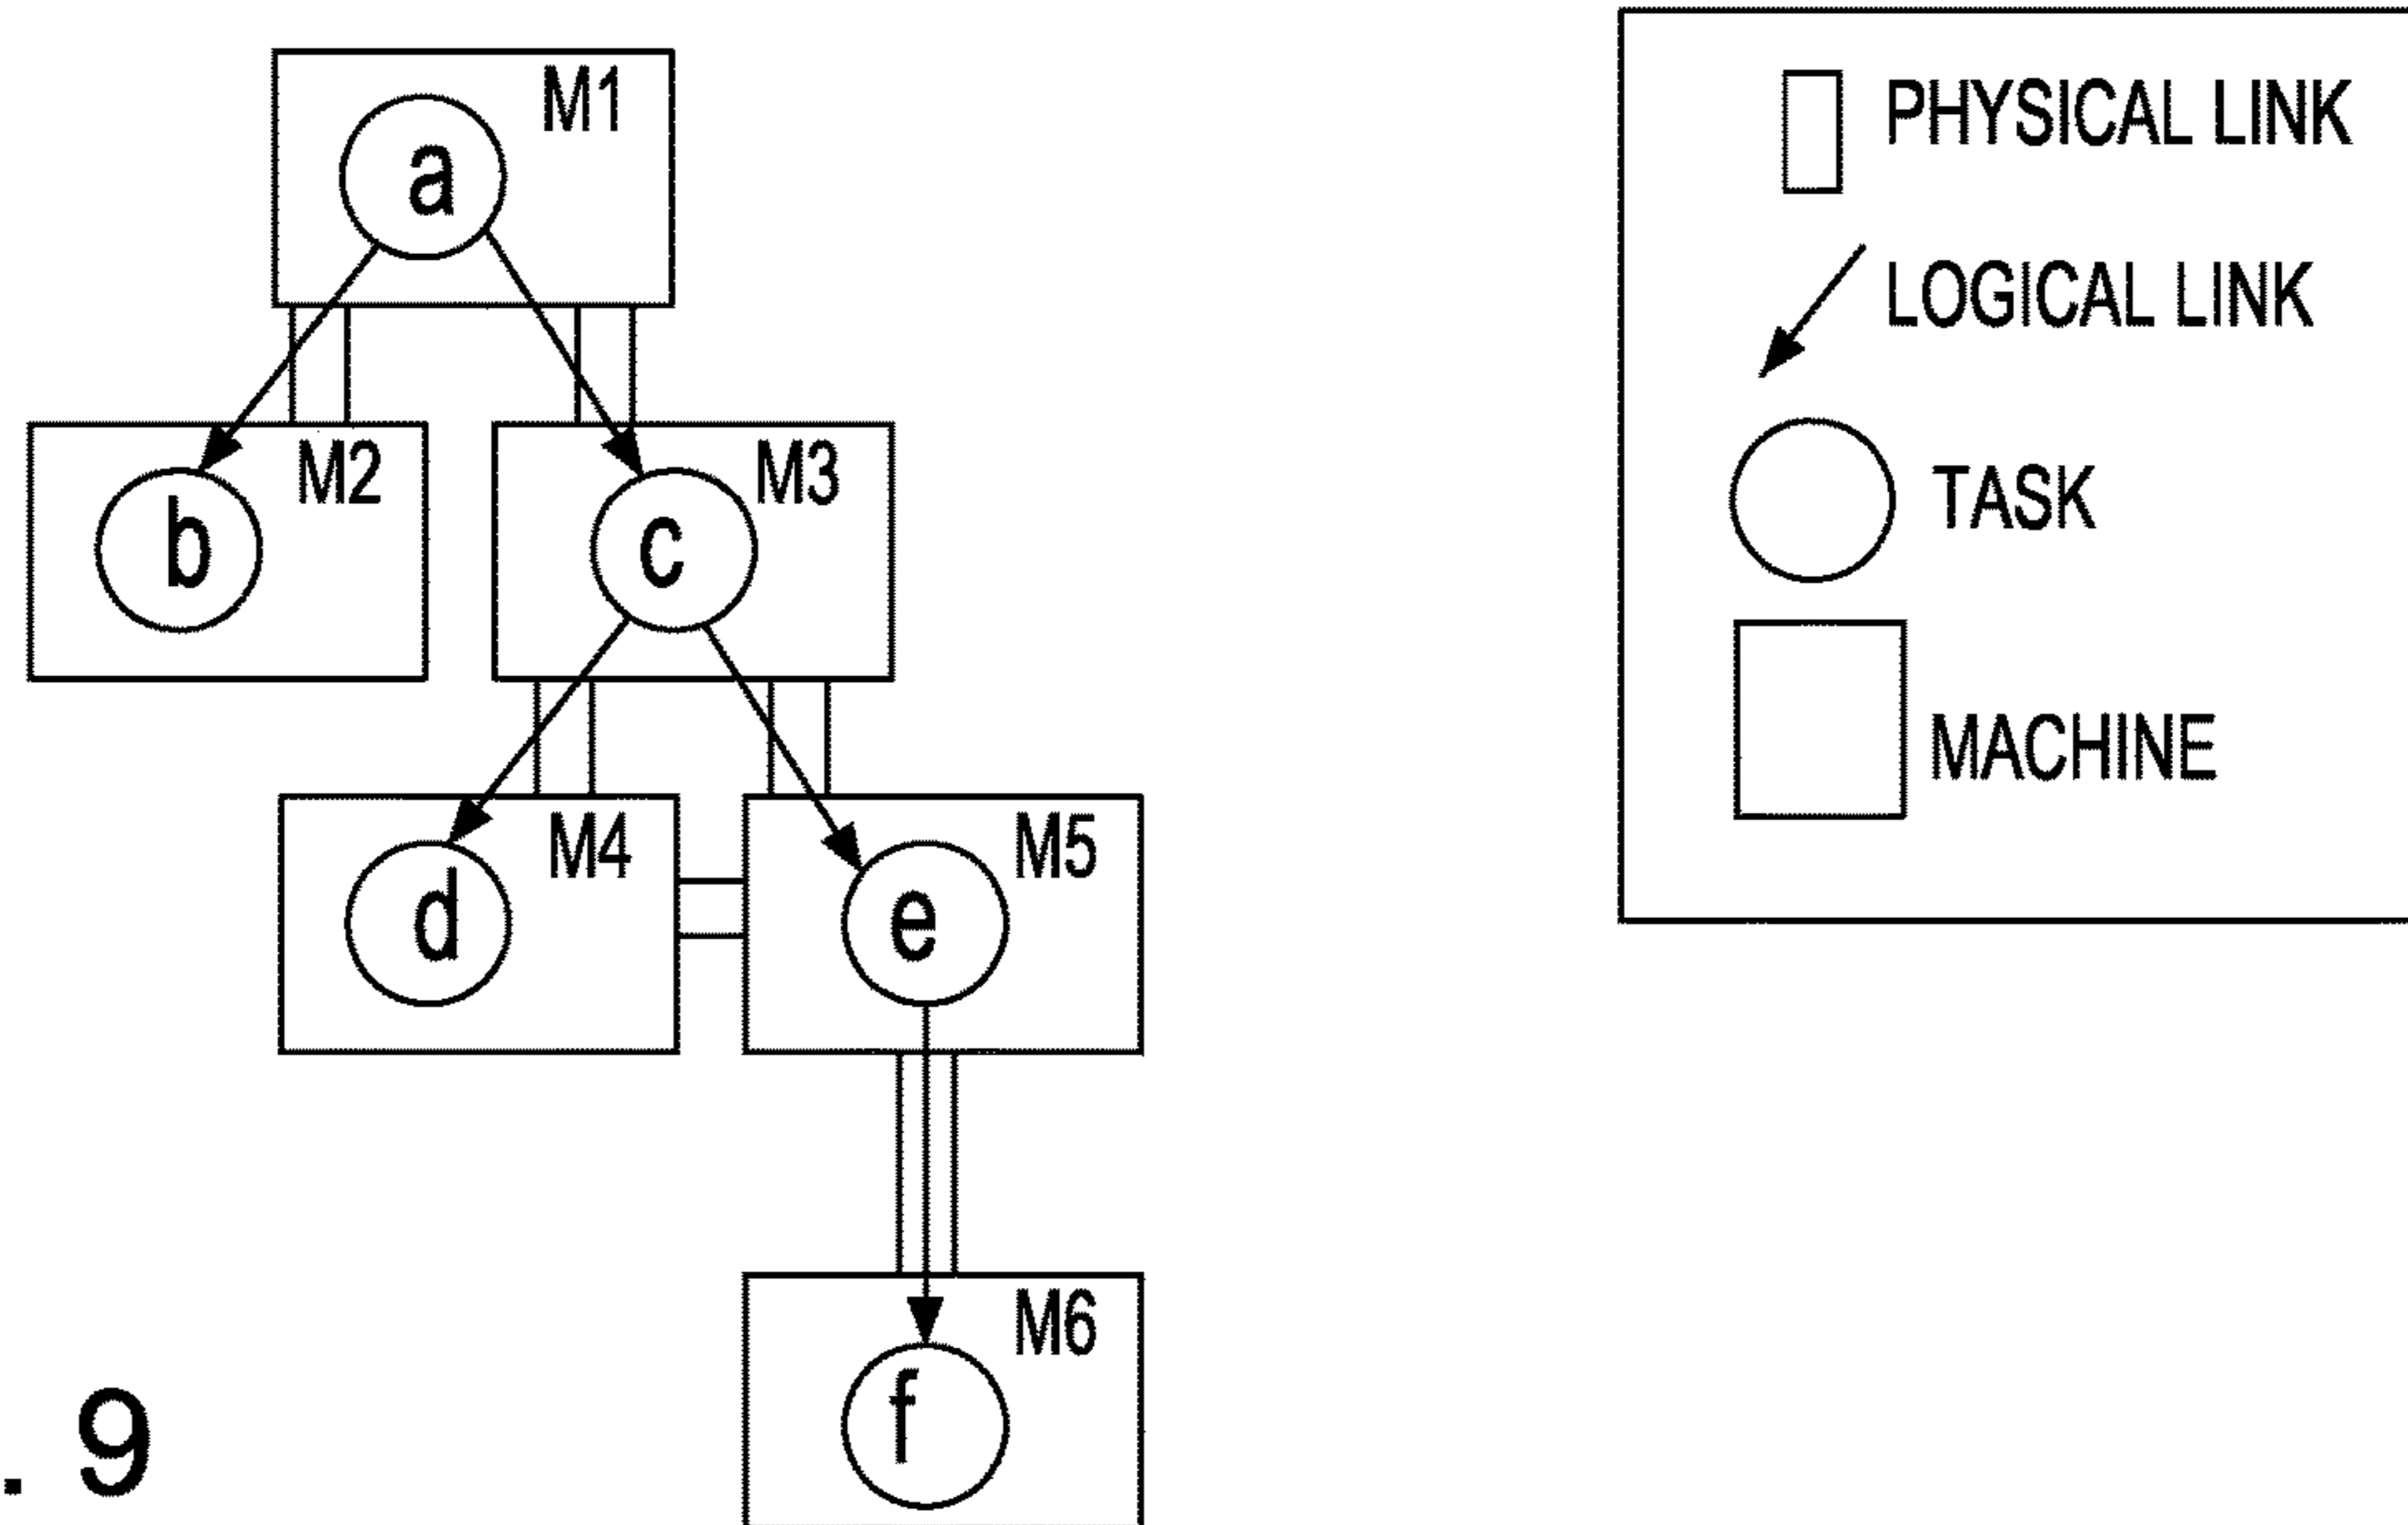 M1
a
M2
b
M3
c
M4
d
M5
e
M6
f
PHYSICAL LINK
LOGICAL LINK
TASK
MACHINE
. 9